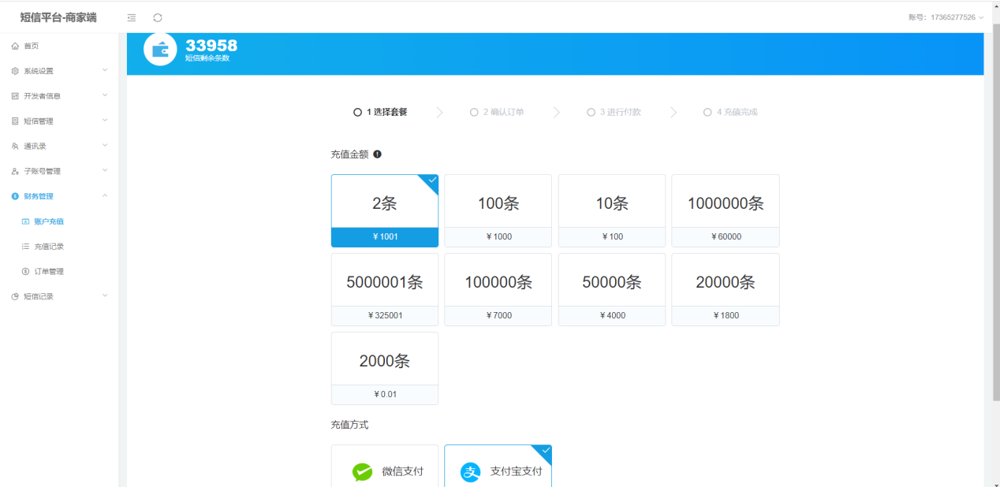 短信平台-商家端
账号：17365277526
首页
系统设置
开发者信息
短信管理
通讯录
子账号管理
财务管理
账户充值
充值记录
订单管理
短信记录
33958
短信剩余条数
1 选择套餐
2 确认订单
3 进行付款
4 充值完成
充值金额
2条
¥ 1001
100条
¥ 1000
10条
¥ 100
1000000条
¥ 60000
5000001条
¥ 325001
100000条
¥ 7000
50000条
¥ 4000
20000条
¥ 1800
2000条
¥ 0.01
充值方式
微信支付
支付宝支付